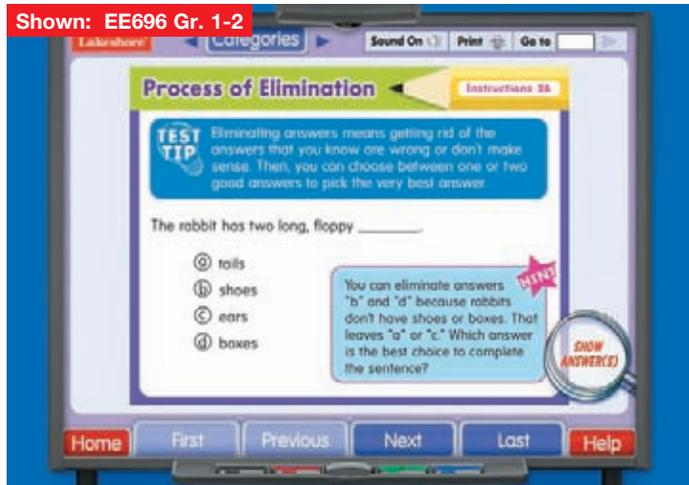 Shown: EE696 Gr. 1-2
Lakeshore
Categories
Sound On
Print
Go to
Process of Elimination
Instructions 26
TEST TIP
Eliminating answers means getting rid of the
answers that you know are wrong or don't make
sense. Then, you can choose between one or two
good answers to pick the very best answer.
The rabbit has two long, floppy ________.
a tails
b shoes
c ears
d boxes
HINT
You can eliminate answers
"b" and "d" because rabbits
don't have shoes or boxes. That
leaves "a" or "c." Which answer
is the best choice to complete
the sentence?
SHOW
ANSWER(S)
Home
First
Previous
Next
Last
Help